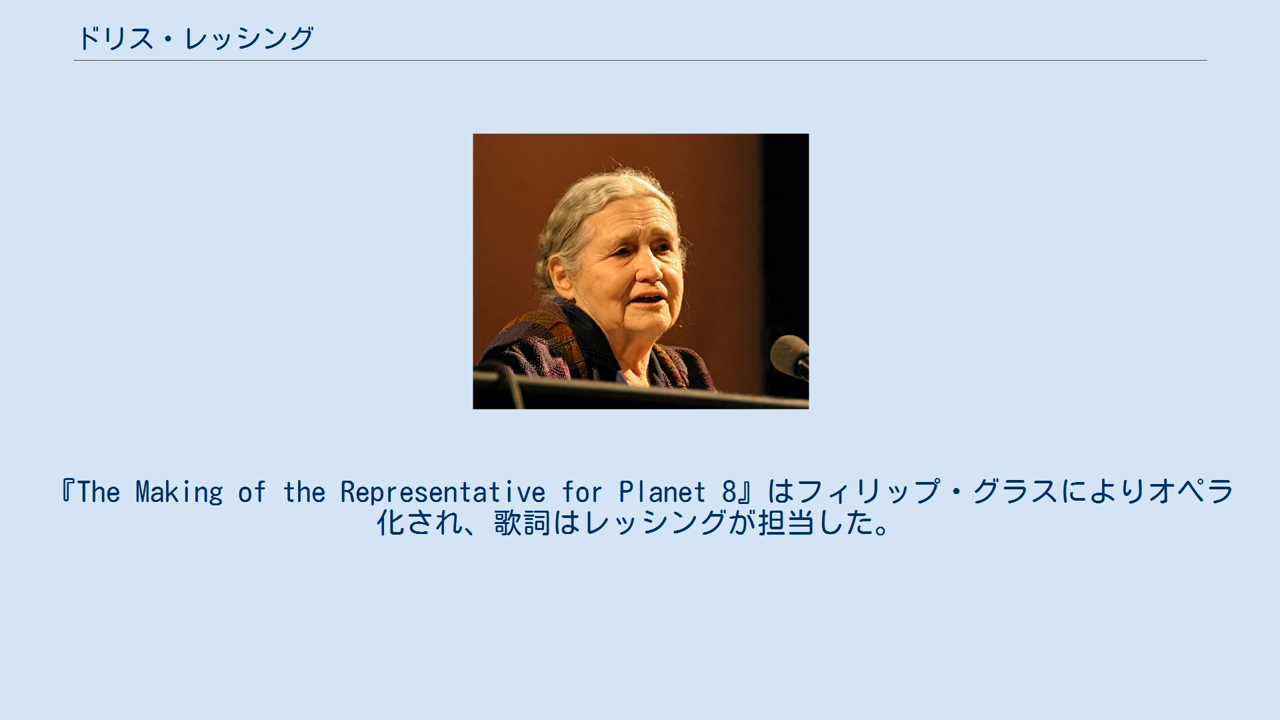 ドリス・レッシング
『The Making of the Representative for Planet 8』はフィリップ・グラスによりオペラ
化され、歌詞はレッシングが担当した。